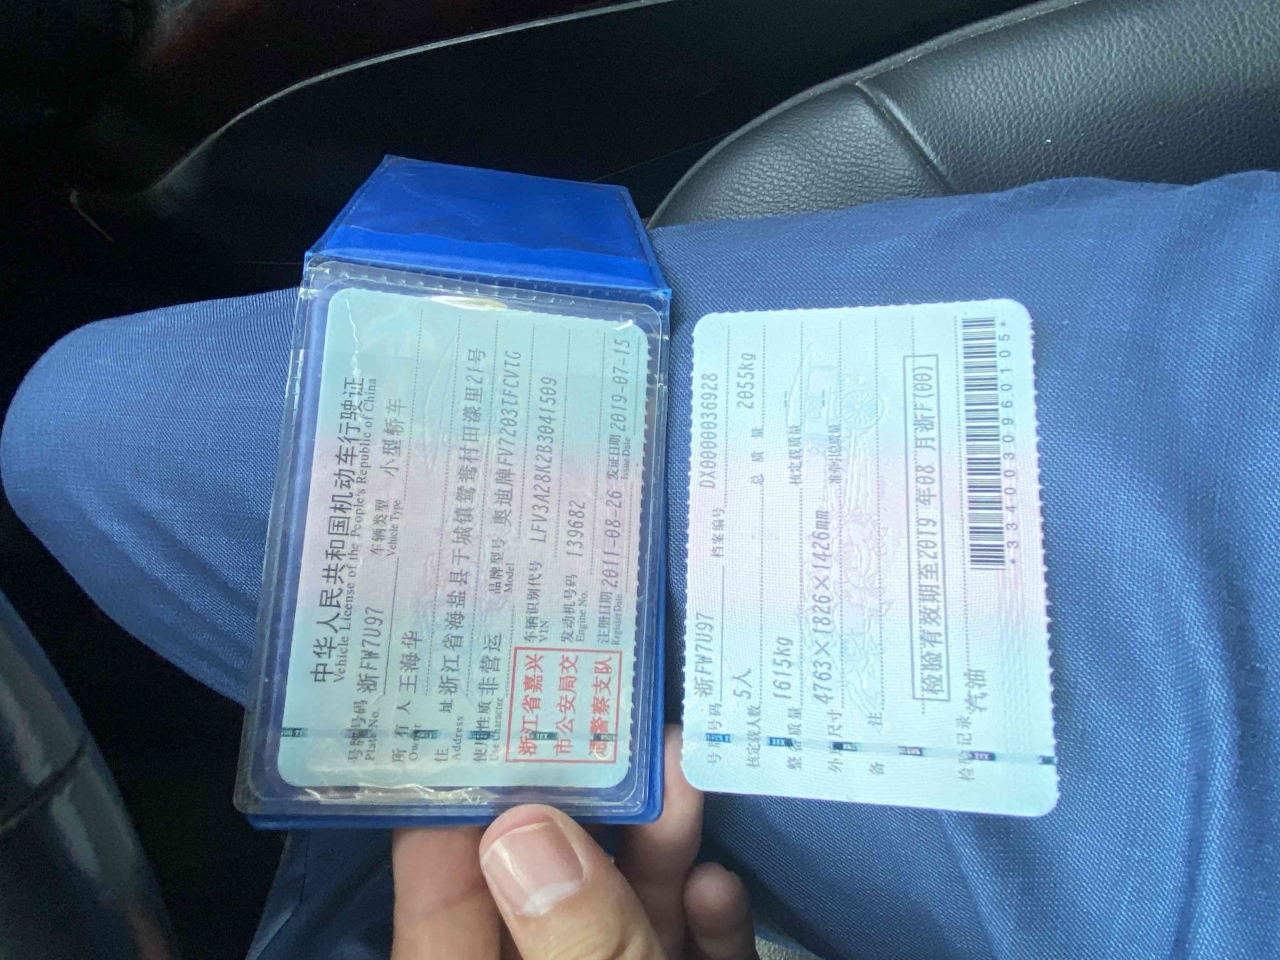 中华人民共和国机动车行驶证
Vehicle License of the People's Republic of China
号牌号码 浙FW7U97 车辆类型 小型轿车
Plate No. Vehicle Type
所有人 王海华
Owner
住址 浙江省海盐县于城镇鸳鸯村田漾里21号
Address
使用性质 非营运 品牌型号 奥迪牌FV7203TFCVTG
Use Character Model
浙江省嘉兴
市公安局交
通警察支队
车辆识别代号 LFV3A28K2B3041509
VIN
发动机号码 139682
Engine No.
注册日期 2011-08-26 发证日期 2019-07-15
Register Date Issue Date
号牌号码 浙FW7U97 档案编号 DX0000036928
核定载人数 5人 总质量 2055kg
整备质量 1615kg 核定载质量
外廓尺寸 4763×1826×1426mm 准牵引总质量
备注
检验有效期至2019年08月浙F(00)
检验记录
汽油
*3340030960105*